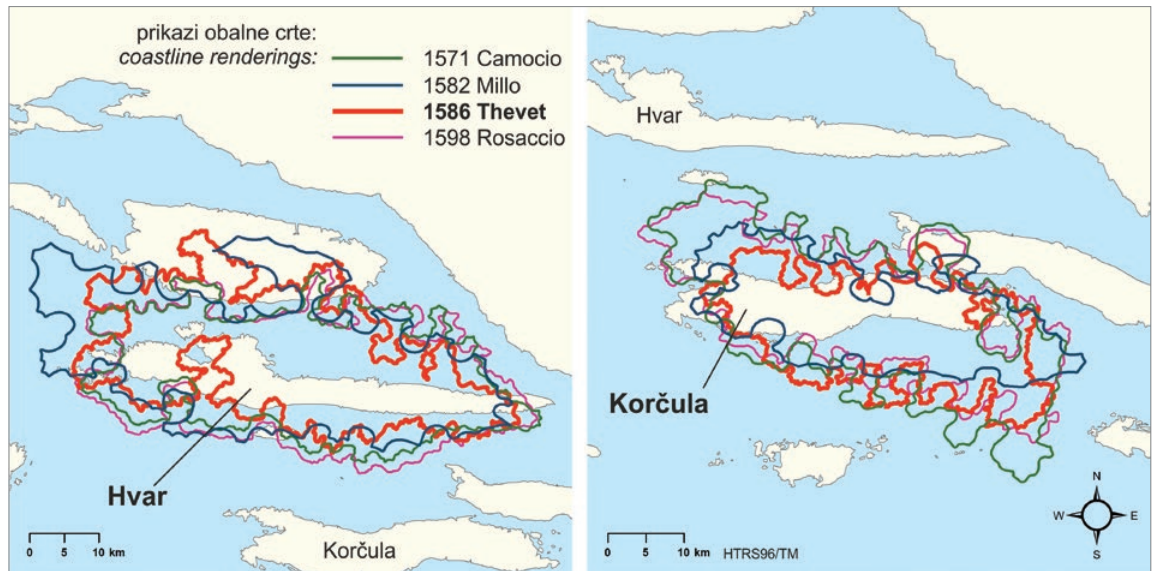 prikazi obalne crte:
coastline renderings:
1571 Camocio
1582 Millo
1586 Thevet
1598 Rosaccio
Hvar
Korčula
0 5 10 km
Hvar
Korčula
N
W E
S
0 5 10 km
HTRS96/TM